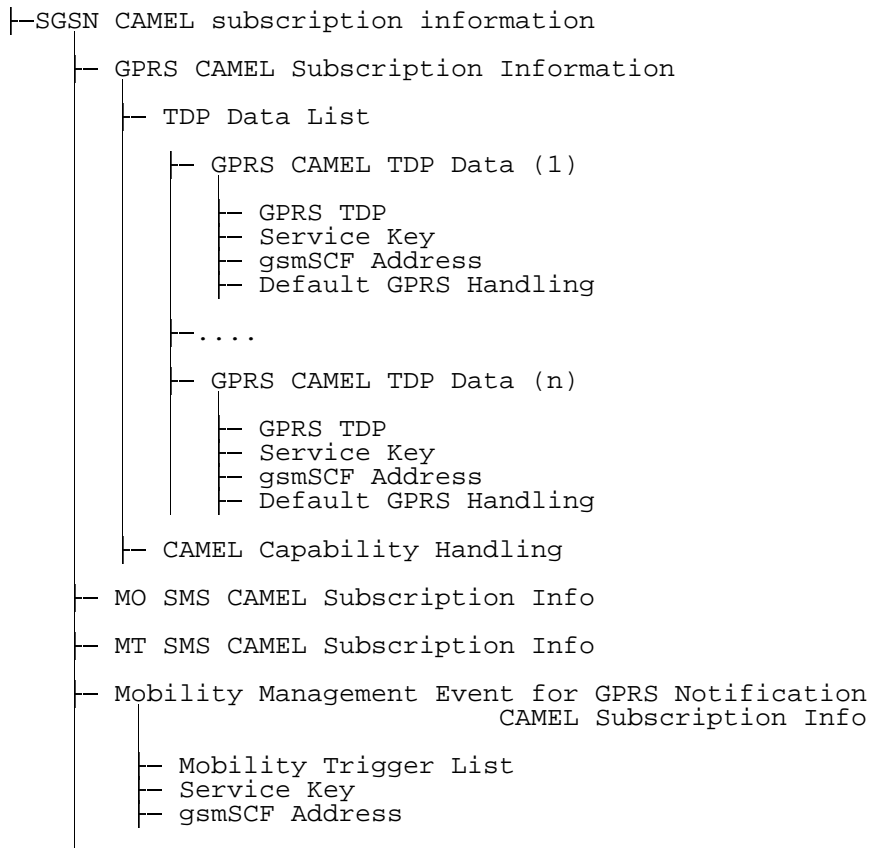 SGSN CAMEL subscription information
GPRS CAMEL Subscription Information
TDP Data List
GPRS CAMEL TDP Data (1)
GPRS TDP
Service Key
gsmSCF Address
Default GPRS Handling
....
GPRS CAMEL TDP Data (n)
GPRS TDP
Service Key
gsmSCF Address
Default GPRS Handling
CAMEL Capability Handling
MO SMS CAMEL Subscription Info
MT SMS CAMEL Subscription Info
Mobility Management Event for GPRS Notification
CAMEL Subscription Info
Mobility Trigger List
Service Key
gsmSCF Address